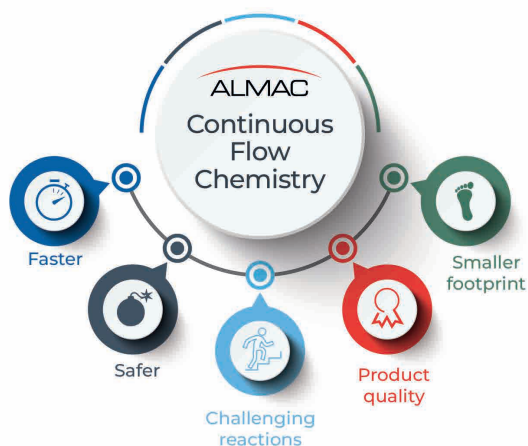 ALMAC
Continuous
Flow
Chemistry
Faster
Safer
Challenging
reactions
Product
quality
Smaller
footprint